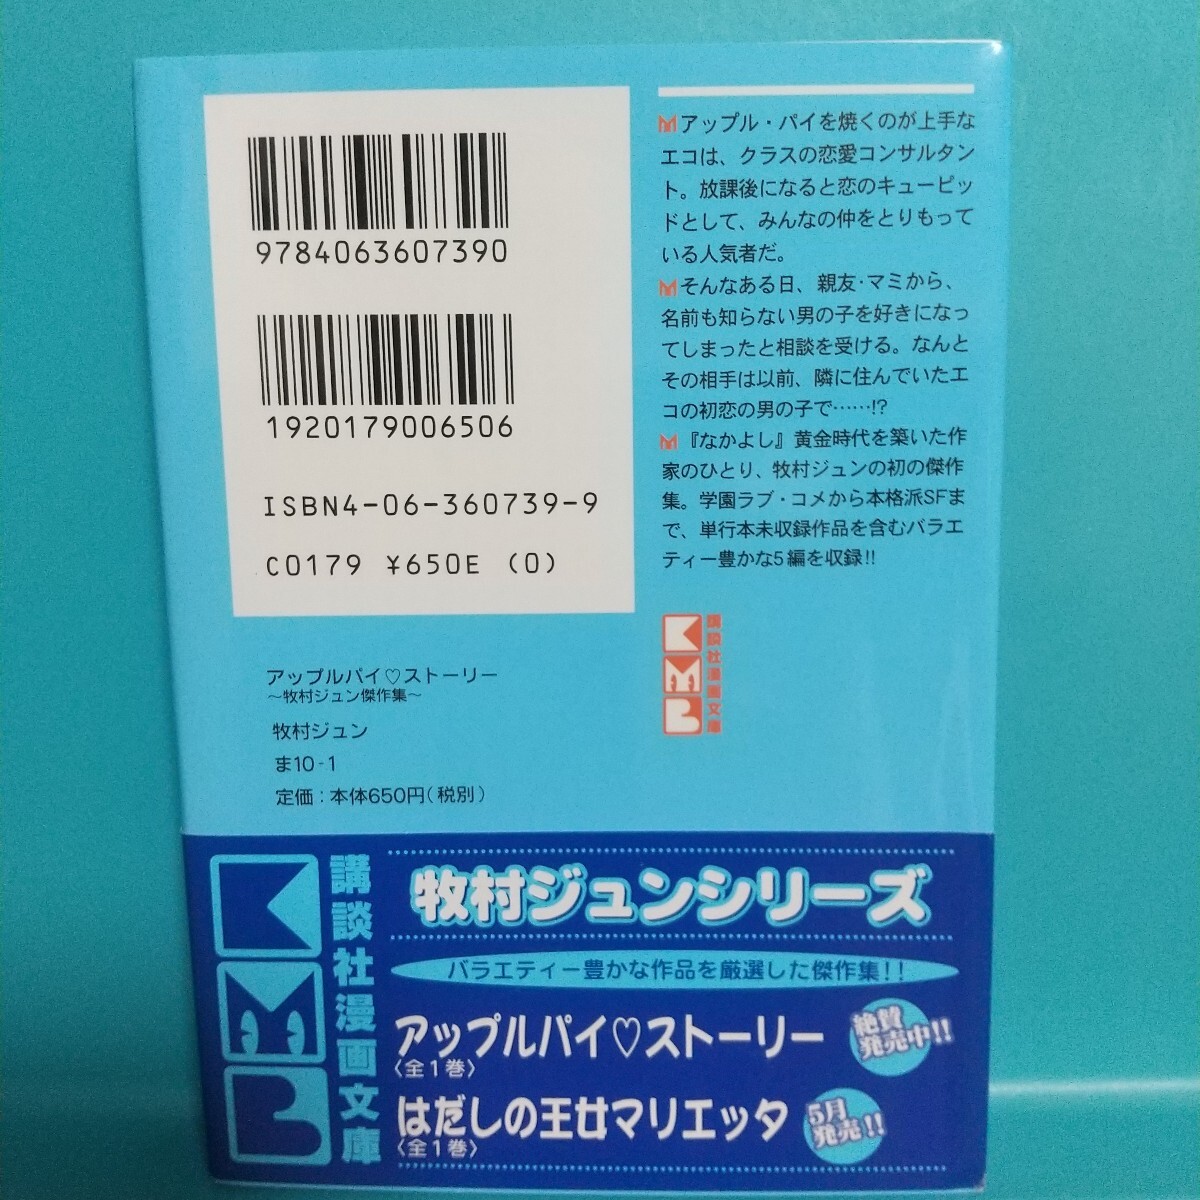 9784063607390
1920179006506
ISBN4-06-360739-9
C0179 ¥650E (0)
アップルパイ♡ストーリー
〜牧村ジュン傑作集〜
牧村ジュン
ま10-1
定価：本体650円(税別)
アップル・パイを焼くのが上手な
エコは、クラスの恋愛コンサルタン
ト。放課後になると恋のキューピッ
ドとして、みんなの仲をとりもって
いる人気者だ。
そんなある日、親友・マミから、
名前も知らない男の子を好きになっ
てしまったと相談を受ける。なんと
その相手は以前、隣に住んでいたエ
コの初恋の男の子で……!?
『なかよし』黄金時代を築いた作
家のひとり、牧村ジュンの初の傑作
集。学園ラブ・コメから本格派SFま
で、単行本未収録作品を含むバラエ
ティー豊かな5編を収録!!
KMB
講談社漫画文庫
KMB
講談社漫画文庫
牧村ジュンシリーズ
バラエティー豊かな作品を厳選した傑作集!!
アップルパイ♡ストーリー
〈全1巻〉
絶賛
発売中!!
はだしの王女マリエッタ
〈全1巻〉
5月
発売!!